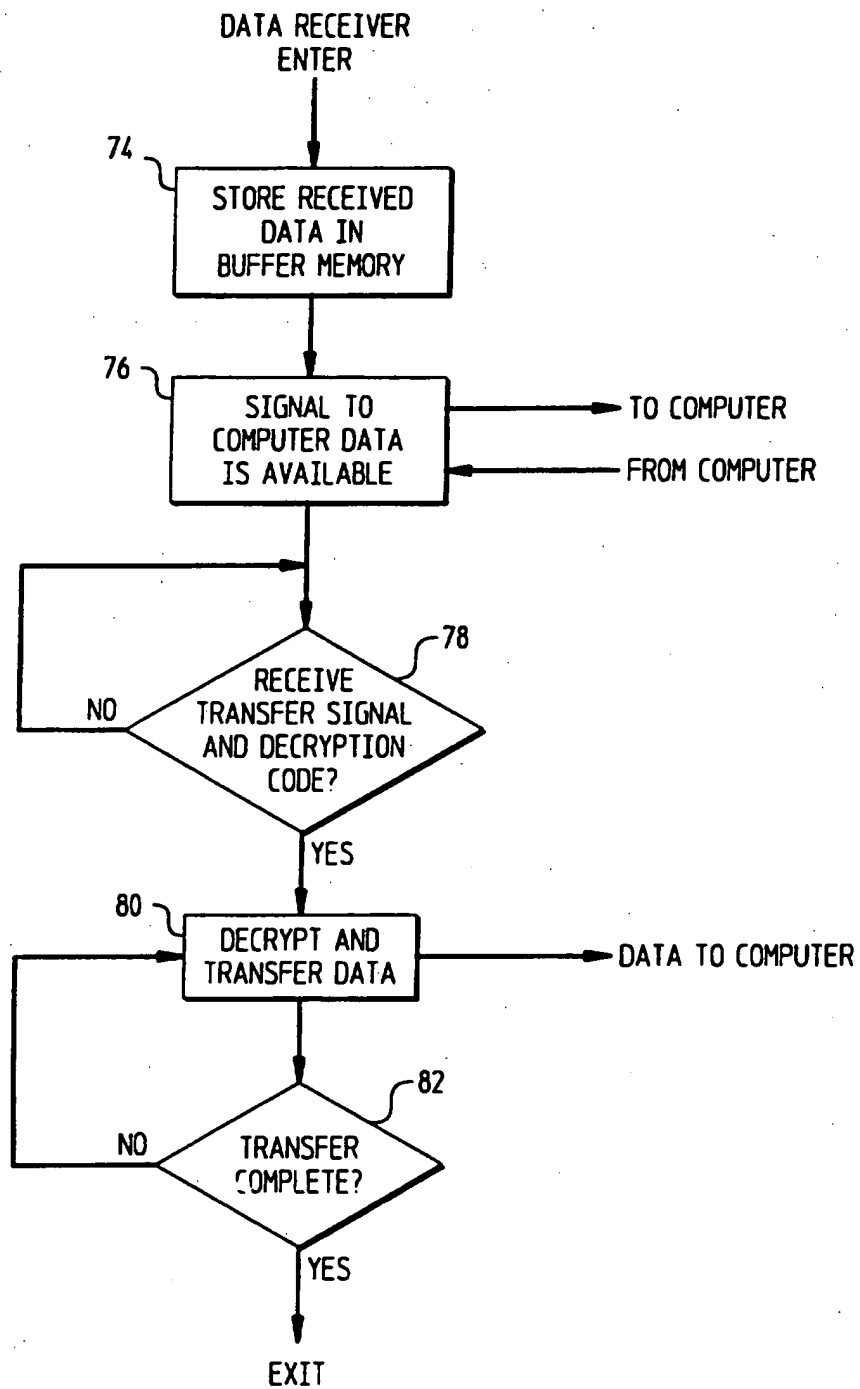 DATA RECEIVER
ENTER
74
STORE RECEIVED
DATA IN
BUFFER MEMORY
76
SIGNAL TO
COMPUTER DATA
IS AVAILABLE
TO COMPUTER
FROM COMPUTER
78
RECEIVE
TRANSFER SIGNAL
AND DECRYPTION
CODE?
NO
YES
80
DECRYPT AND
TRANSFER DATA
DATA TO COMPUTER
82
TRANSFER
COMPLETE?
NO
YES
EXIT